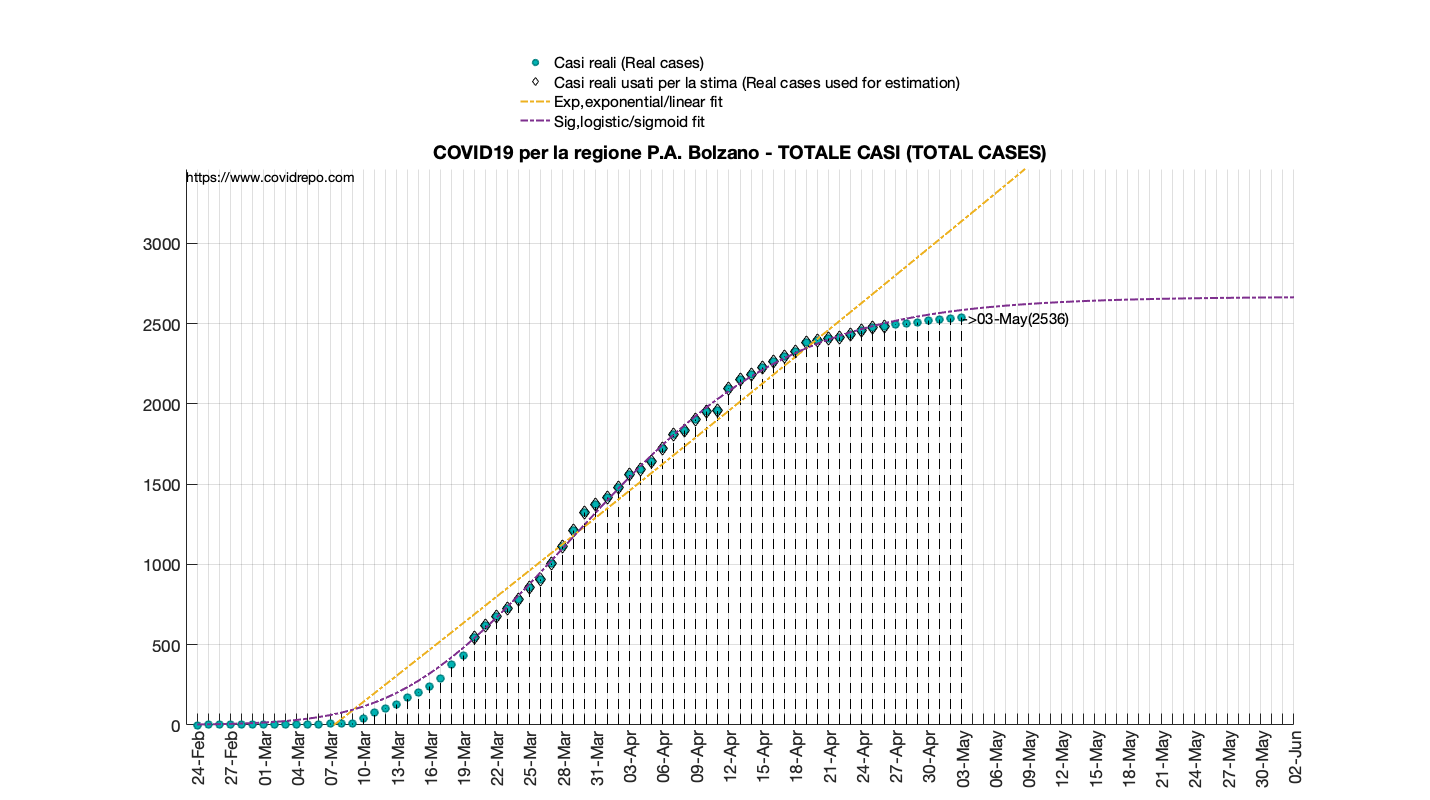 Casi reali (Real cases)
Casi reali usati per la stima (Real cases used for estimation)
Exp,exponential/linear fit
Sig,logistic/sigmoid fit
COVID19 per la regione P.A. Bolzano - TOTALE CASI (TOTAL CASES)
https://www.covidrepo.com
3000
2500
2000
1500
1000
500
0
->03-May(2536)
24-Feb
27-Feb
01-Mar
04-Mar
07-Mar
10-Mar
13-Mar
16-Mar
19-Mar
22-Mar
25-Mar
28-Mar
31-Mar
03-Apr
06-Apr
09-Apr
12-Apr
15-Apr
18-Apr
21-Apr
24-Apr
27-Apr
30-Apr
03-May
06-May
09-May
12-May
15-May
18-May
21-May
24-May
27-May
30-May
02-Jun